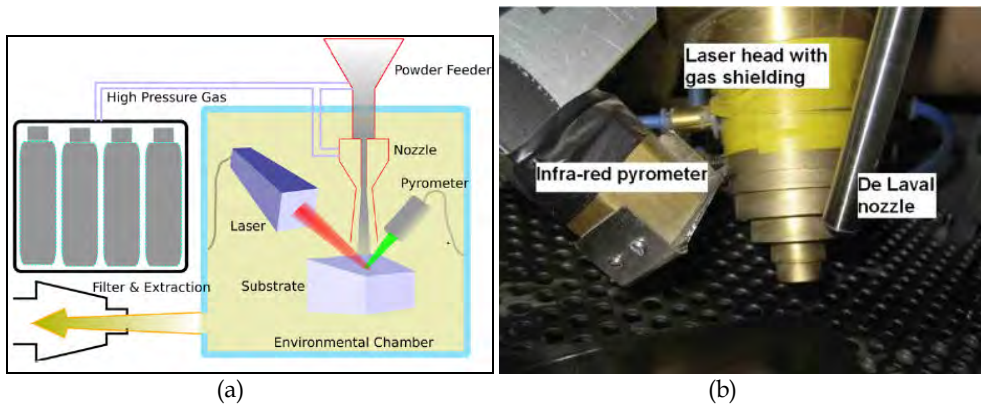 Powder Feeder
High Pressure Gas
Nozzle
Pyrometer
Laser
Substrate
Filter & Extraction
Environmental Chamber
(a)
Laser head with
gas shielding
Infra-red pyrometer
De Laval
nozzle
(b)